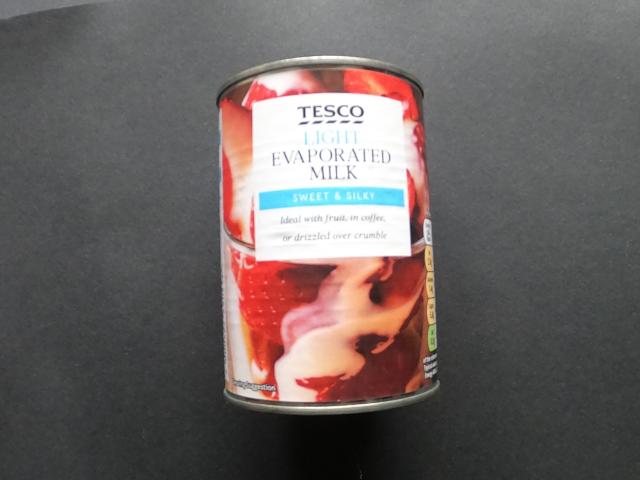 TESCO
LIGHT
EVAPORATED
MILK
SWEET & SILKY
Ideal with fruit, in coffee,
or drizzled over crumble